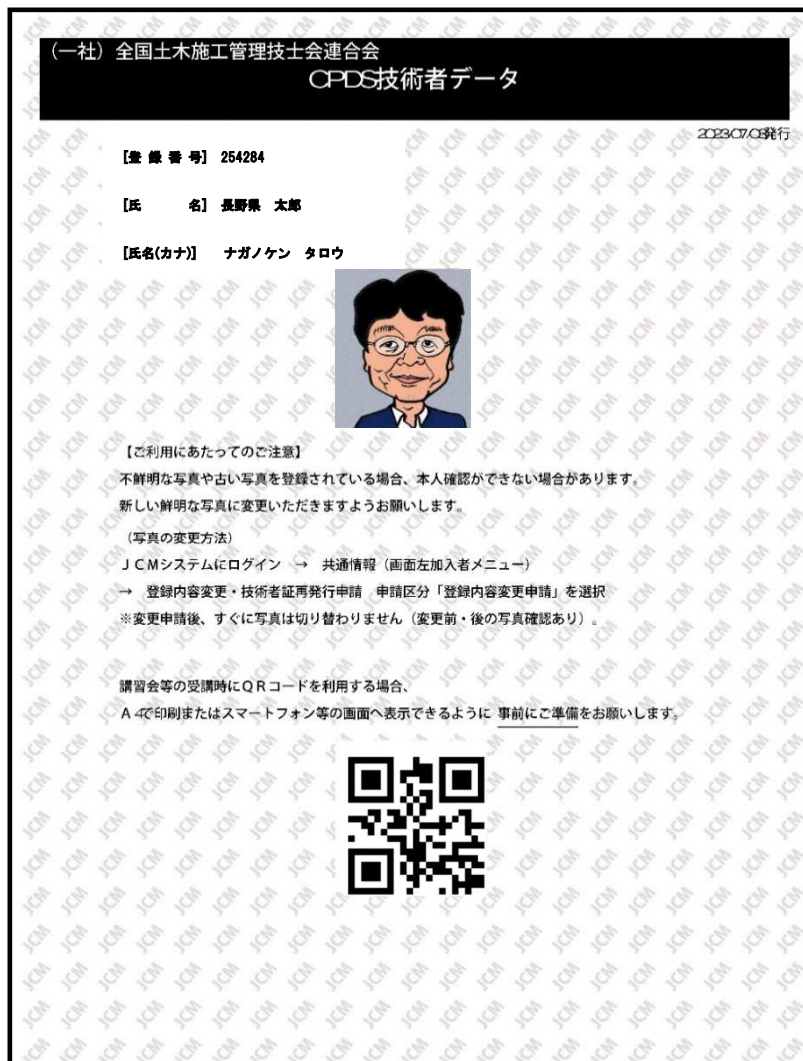 （一社）全国土木施工管理技士会連合会
CPDS技術者データ
2023.07.03発行
[登 録 番 号] 254284
[氏　　　名] 長野県　太郎
[氏名(カナ)]　ナガノケン　タロウ
【ご利用にあたってのご注意】
不鮮明な写真や古い写真を登録されている場合、本人確認ができない場合があります。
新しい鮮明な写真に変更いただきますようお願いします。
（写真の変更方法）
ＪＣＭシステムにログイン　→　共通情報（画面左加入者メニュー）
→　登録内容変更・技術者証再発行申請　申請区分「登録内容変更申請」を選択
※変更申請後、すぐに写真は切り替わりません（変更前・後の写真確認あり）。
講習会等の受講時にＱＲコードを利用する場合、
Ａ4で印刷またはスマートフォン等の画面へ表示できるように 事前にご準備をお願いします。